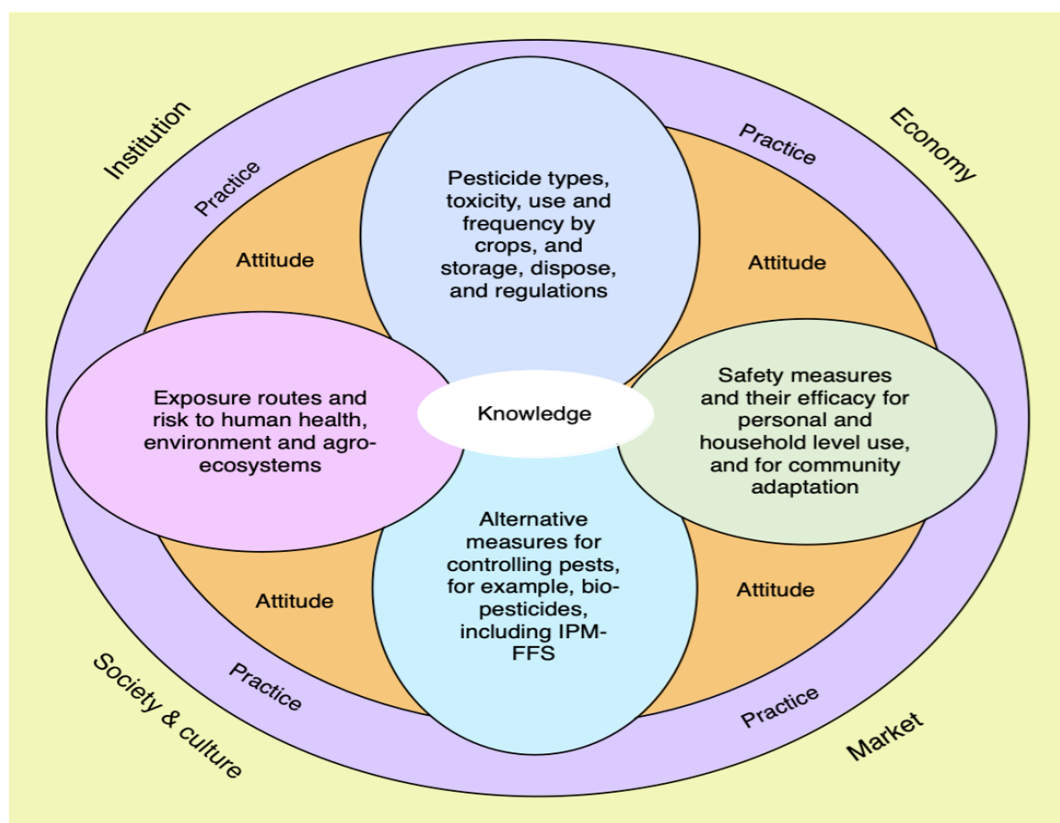 Institution
Economy
Practice
Practice
Pesticide types,
toxicity, use and
frequency by
crops, and
storage, dispose,
and regulations
Attitude
Attitude
Exposure routes and
risk to human health,
environment and agro-
ecosystems
Knowledge
Safety measures
and their efficacy for
personal and
household level use,
and for community
adaptation
Alternative
measures for
controlling pests,
for example, bio-
pesticides,
including IPM-
FFS
Attitude
Attitude
Practice
Practice
Society & culture
Market